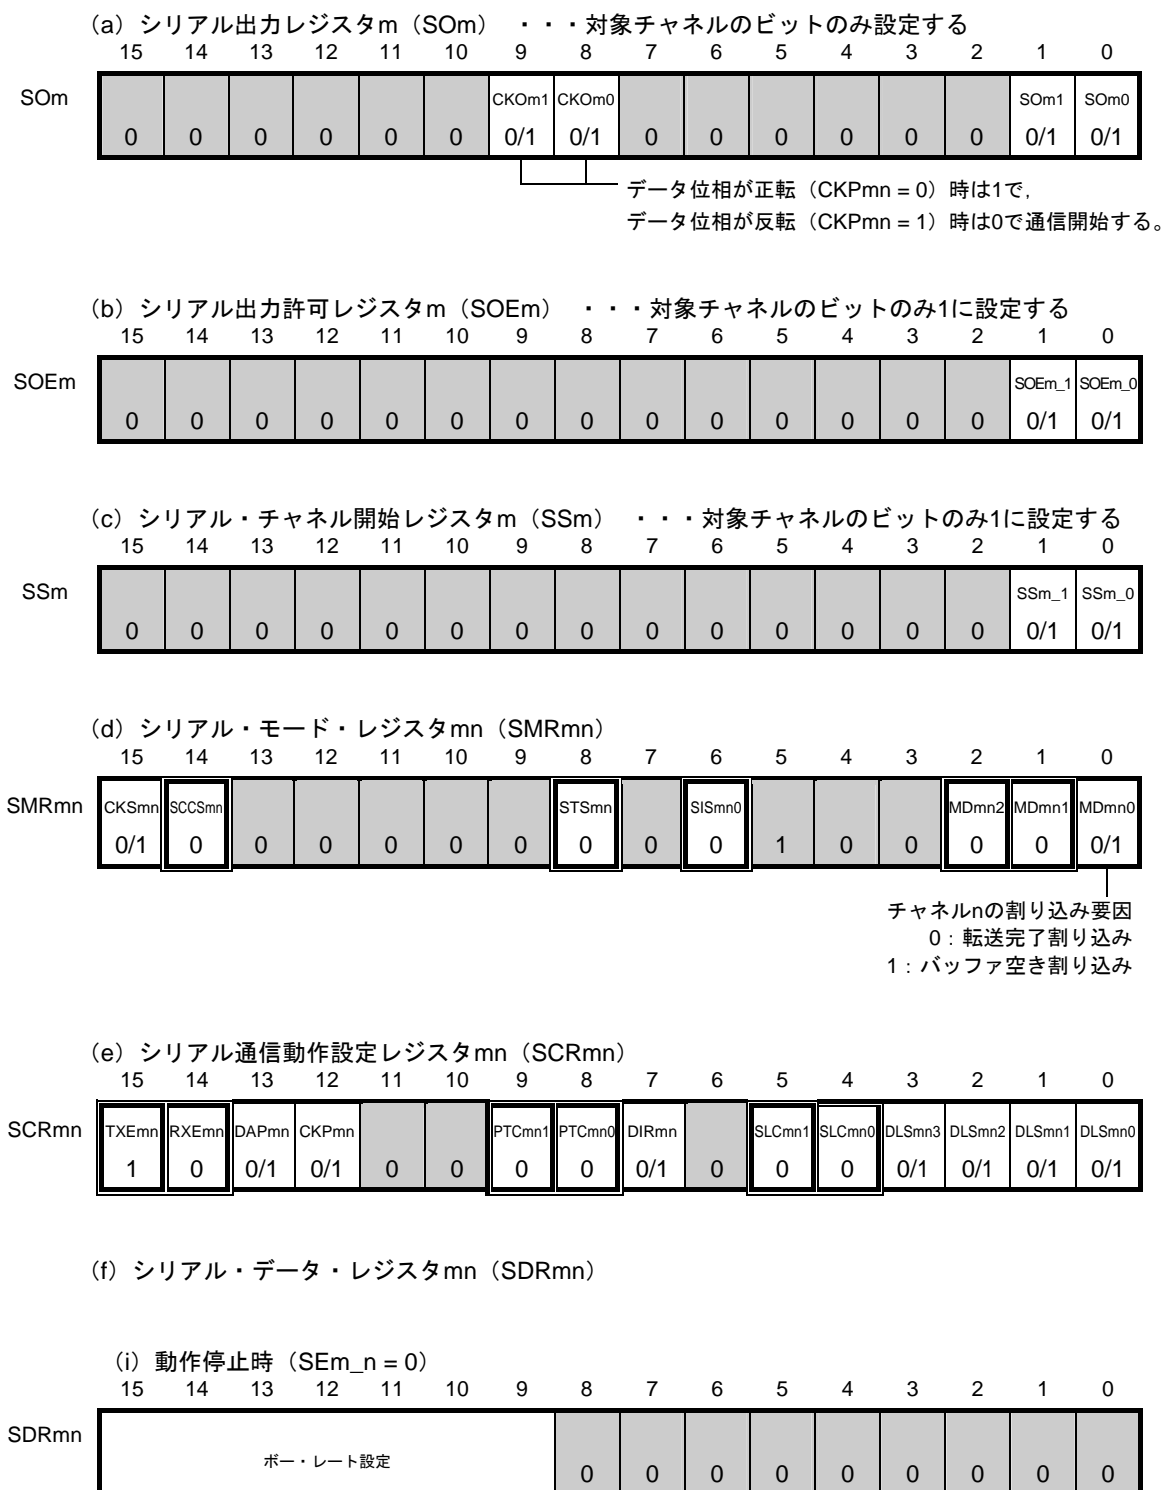 (a) シリアル出力レジスタm（SOm） ・・・対象チャネルのビットのみ設定する
15 14 13 12 11 10 9 8 7 6 5 4 3 2 1 0
SOm CKOm1 CKOm0 SOm1 SOm0
0 0 0 0 0 0 0/1 0/1 0 0 0 0 0 0 0/1 0/1
データ位相が正転（CKPmn = 0）時は1で,
データ位相が反転（CKPmn = 1）時は0で通信開始する。
(b) シリアル出力許可レジスタm（SOEm） ・・・対象チャネルのビットのみ1に設定する
15 14 13 12 11 10 9 8 7 6 5 4 3 2 1 0
SOEm SOEm_1 SOEm_0
0 0 0 0 0 0 0 0 0 0 0 0 0 0 0/1 0/1
(c) シリアル・チャネル開始レジスタm（SSm） ・・・対象チャネルのビットのみ1に設定する
15 14 13 12 11 10 9 8 7 6 5 4 3 2 1 0
SSm SSm_1 SSm_0
0 0 0 0 0 0 0 0 0 0 0 0 0 0 0/1 0/1
(d) シリアル・モード・レジスタmn（SMRmn）
15 14 13 12 11 10 9 8 7 6 5 4 3 2 1 0
SMRmn CKSmn SCCSmn STSmn SISmn0 MDmn2 MDmn1 MDmn0
0/1 0 0 0 0 0 0 0 0 0 1 0 0 0 0 0/1
チャネルnの割り込み要因
0：転送完了割り込み
1：バッファ空き割り込み
(e) シリアル通信動作設定レジスタmn（SCRmn）
15 14 13 12 11 10 9 8 7 6 5 4 3 2 1 0
SCRmn TXEmn RXEmn DAPmn CKPmn PTCmn1 PTCmn0 DIRmn SLCmn1 SLCmn0 DLSmn3 DLSmn2 DLSmn1 DLSmn0
1 0 0/1 0/1 0 0 0 0 0/1 0 0 0 0/1 0/1 0/1 0/1
(f) シリアル・データ・レジスタmn（SDRmn）
(i) 動作停止時（SEm_n = 0）
15 14 13 12 11 10 9 8 7 6 5 4 3 2 1 0
SDRmn
ボー・レート設定
0 0 0 0 0 0 0 0 0